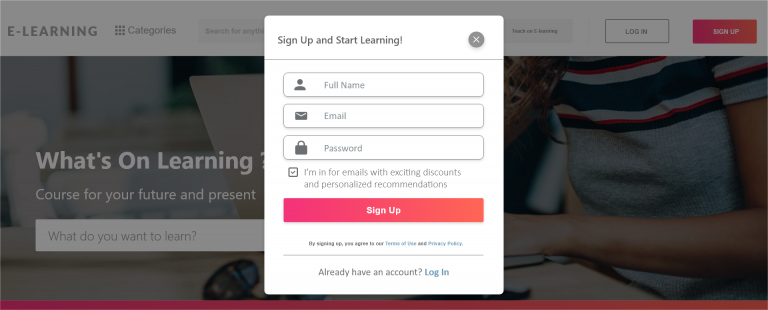 E-LEARNING
Categories
Search for anythin
Teach on E-learning
LOG IN
SIGN UP
Sign Up and Start Learning!
Full Name
Email
Password
I'm in for emails with exciting discounts
and personalized recommendations
Sign Up
By signing up, you agree to our Terms of Use and Privacy Policy.
Already have an account? Log In
What's On Learning ?
Course for your future and present
What do you want to learn?